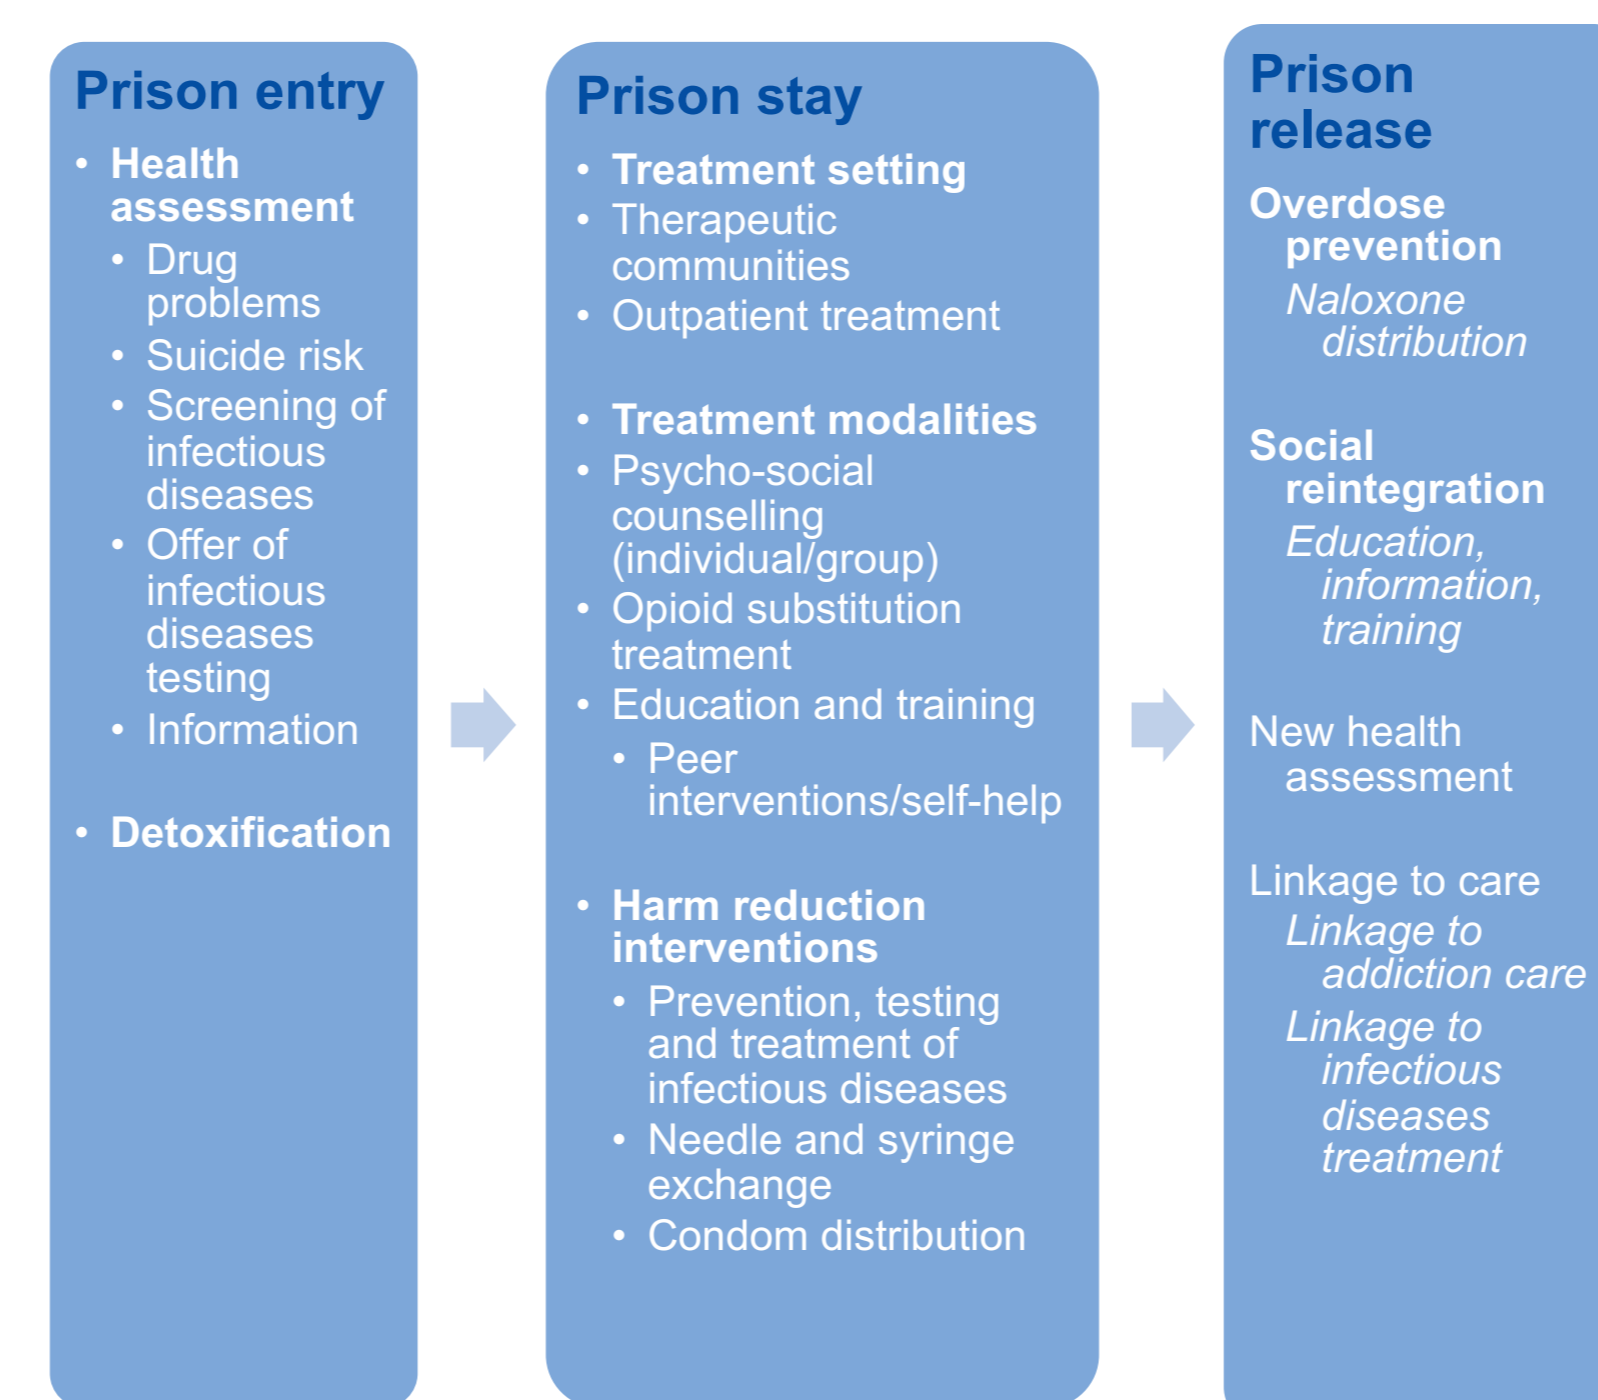 Prison entry
• Health
assessment
• Drug
problems
• Suicide risk
• Screening of
infectious
diseases
• Offer of
infectious
diseases
testing
• Information
• Detoxification
Prison stay
• Treatment setting
• Therapeutic
communities
• Outpatient treatment
• Treatment modalities
• Psycho-social
counselling
(individual/group)
• Opioid substitution
treatment
• Education and training
• Peer
interventions/self-help
• Harm reduction
interventions
• Prevention, testing
and treatment of
infectious diseases
• Needle and syringe
exchange
• Condom distribution
Prison
release
Overdose
prevention
Naloxone
distribution
Social
reintegration
Education,
information,
training
New health
assessment
Linkage to care
Linkage to
addiction care
Linkage to
infectious
diseases
treatment